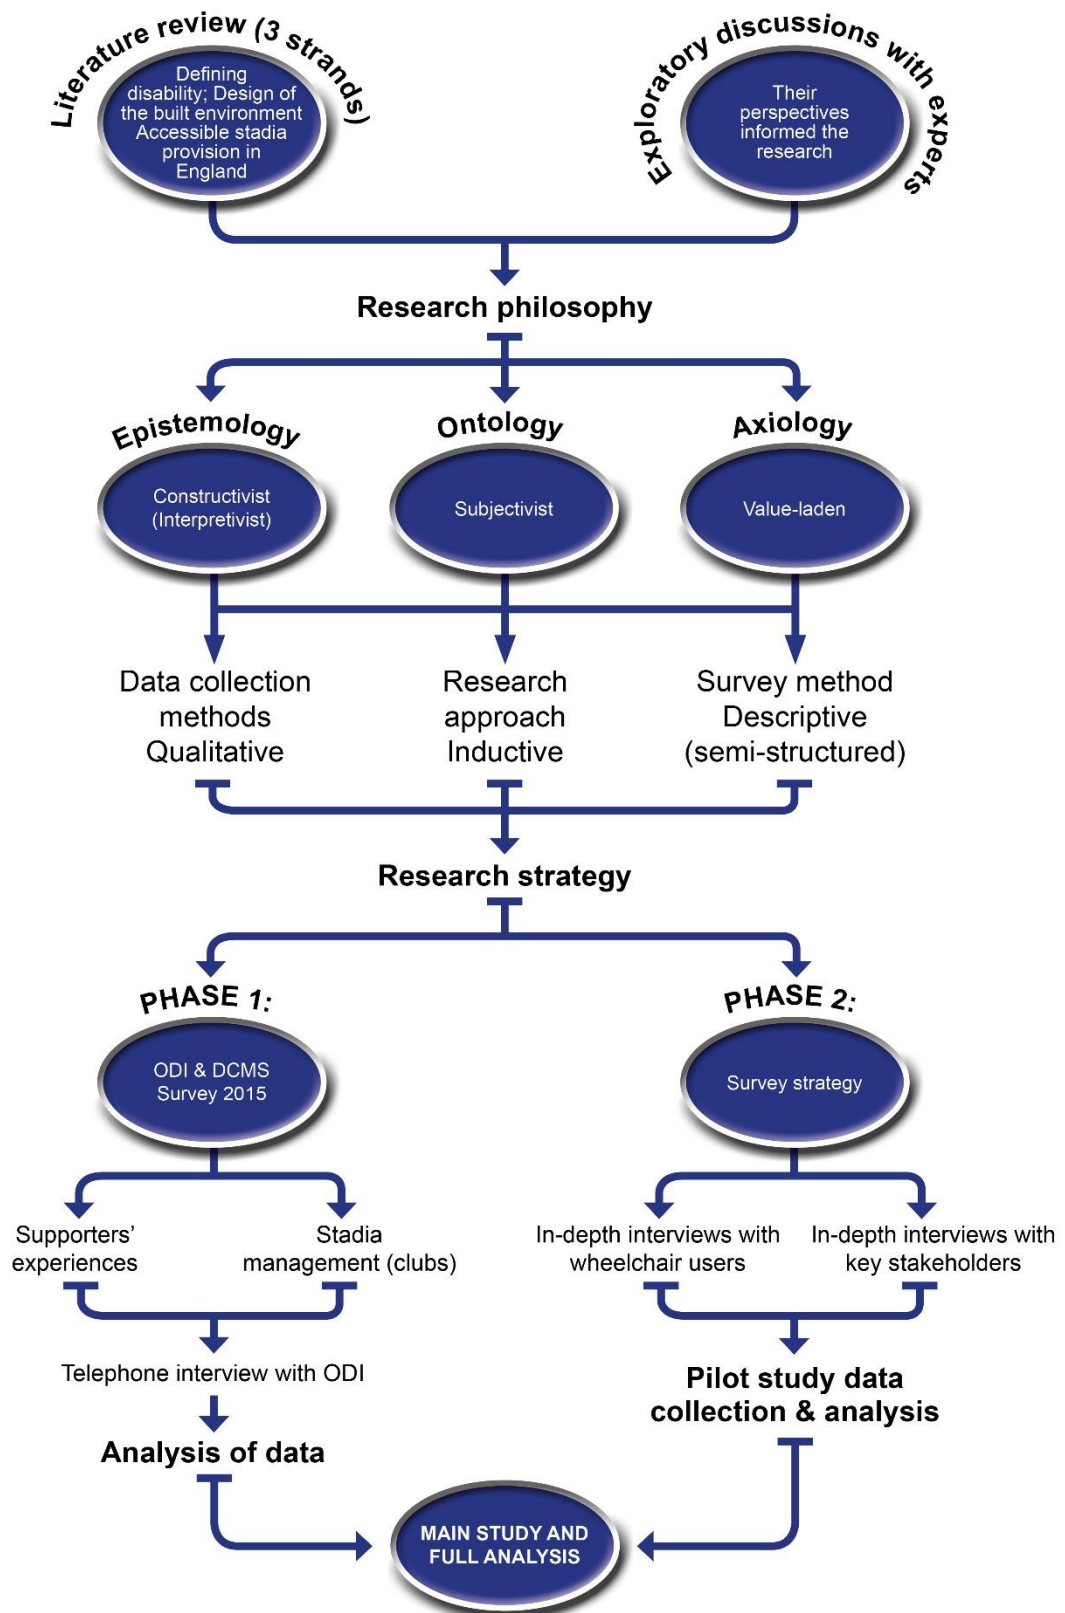 Literature review (3 strands)
Defining
disability; Design of
the built environment
Accessible stadia
provision in
England
Exploratory discussions with experts
Their
perspectives
informed the
research
Research philosophy
Epistemology
Constructivist
(Interpretivist)
Ontology
Subjectivist
Axiology
Value-laden
Data collection
methods
Qualitative
Research
approach
Inductive
Survey method
Descriptive
(semi-structured)
Research strategy
PHASE 1:
ODI & DCMS
Survey 2015
PHASE 2:
Survey strategy
Supporters’
experiences
Stadia
management (clubs)
In-depth interviews with
wheelchair users
In-depth interviews with
key stakeholders
Telephone interview with ODI
Analysis of data
Pilot study data
collection & analysis
MAIN STUDY AND
FULL ANALYSIS